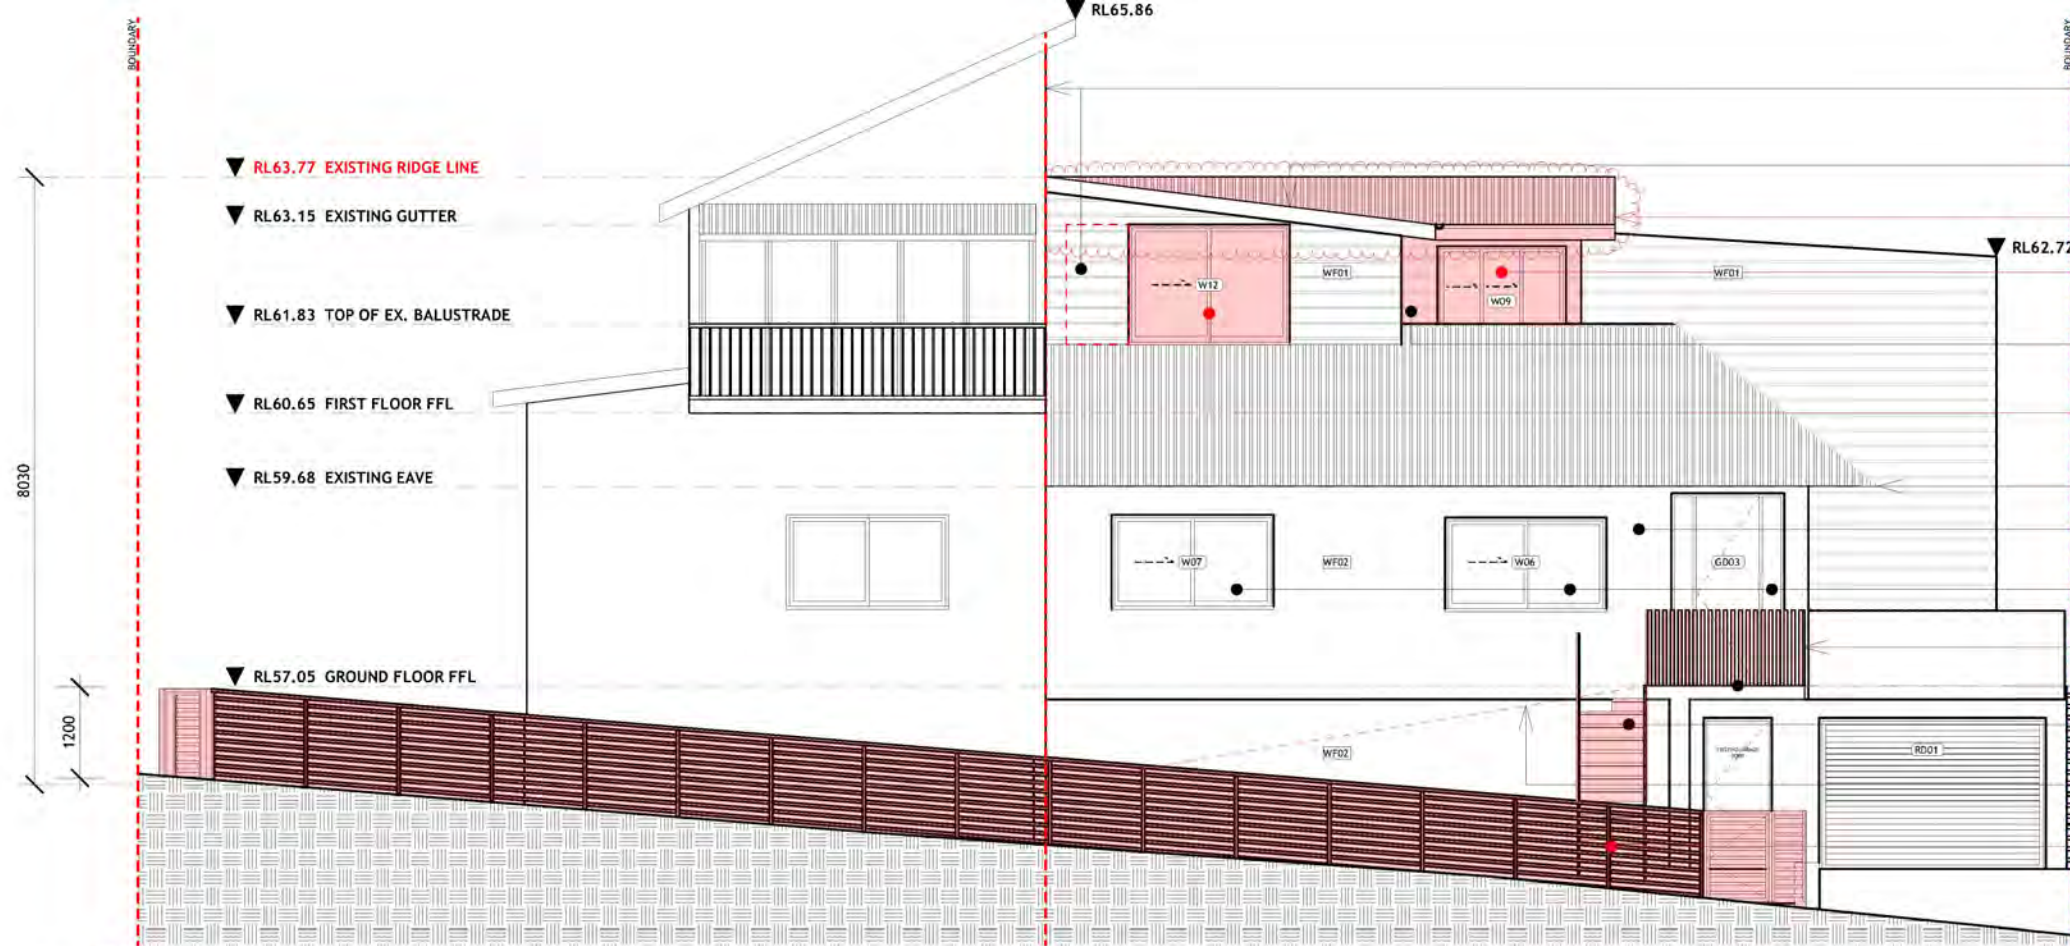 BOUNDARY
RL65.86
BOUNDARY
RL63.77 EXISTING RIDGE LINE
RL63.15 EXISTING GUTTER
RL62.72
WF01
WF01
W12
W09
RL61.83 TOP OF EX. BALUSTRADE
RL60.65 FIRST FLOOR FFL
8030
RL59.68 EXISTING EAVE
W07
WF02
W06
GD03
RL57.05 GROUND FLOOR FFL
1200
WF02
RD01